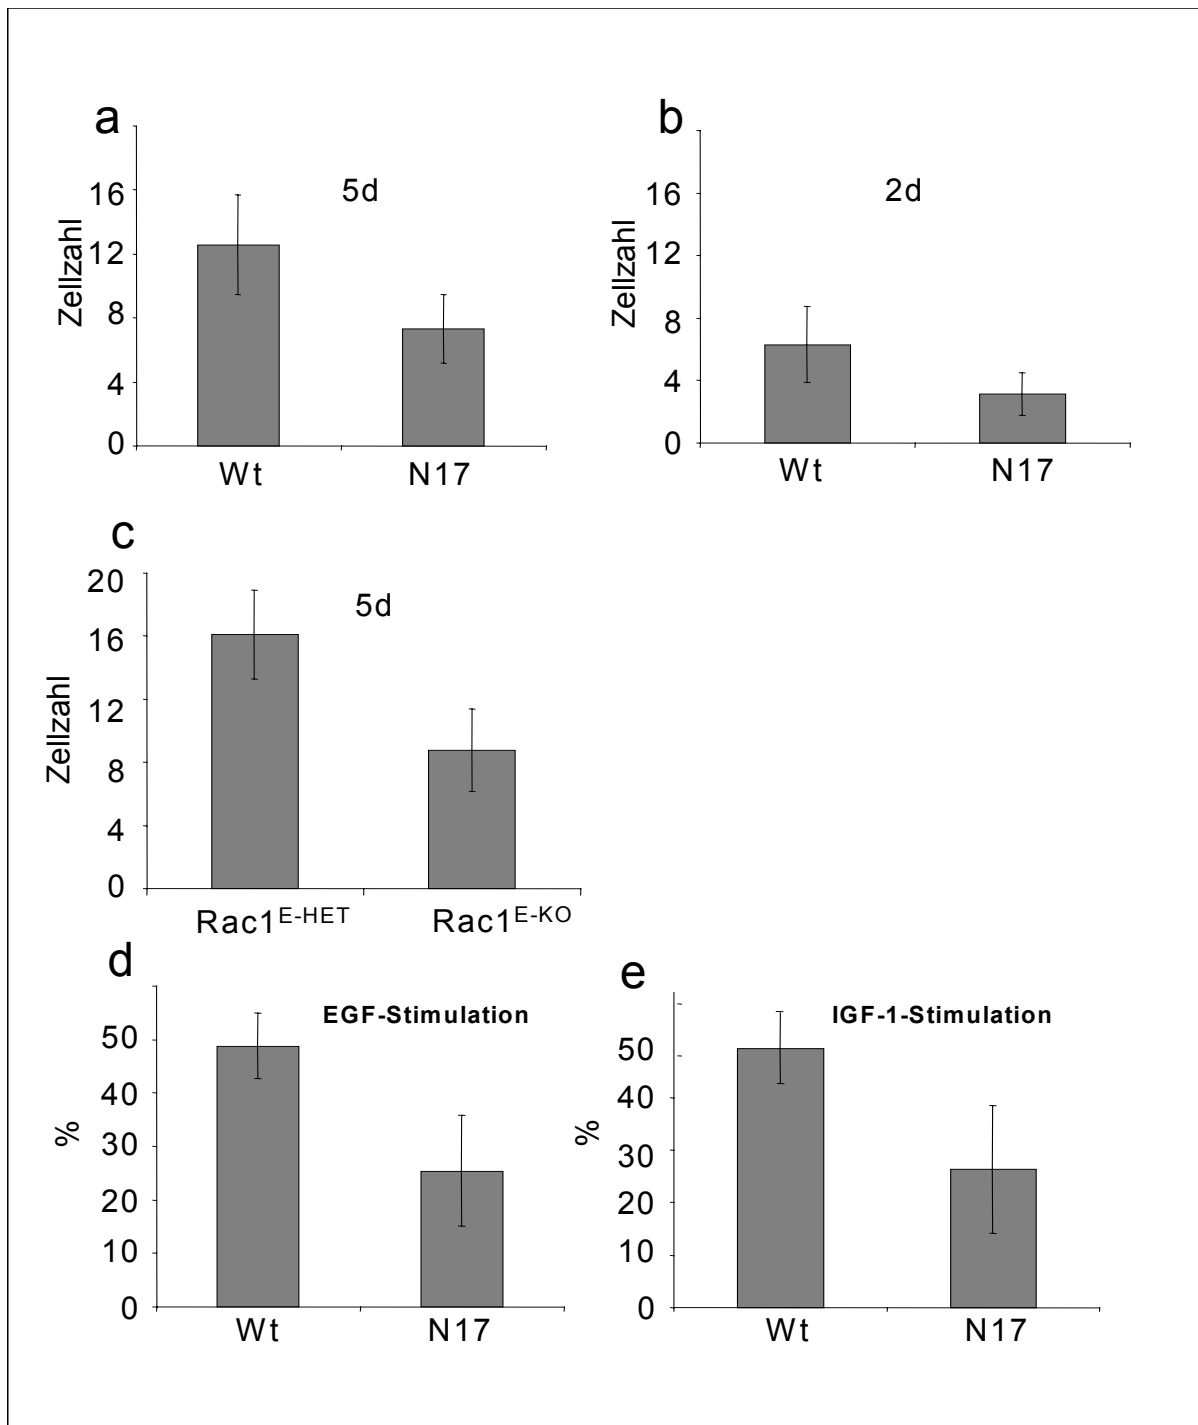 a
16
12
8
4
0
Zellzahl
5d
Wt N17
b
16
12
8
4
0
Zellzahl
2d
Wt N17
c
20
16
12
8
4
0
Zellzahl
5d
Rac1E-HET Rac1E-KO
d
50
40
30
20
10
0
%
EGF-Stimulation
Wt N17
e
50
40
30
20
10
0
%
IGF-1-Stimulation
Wt N17